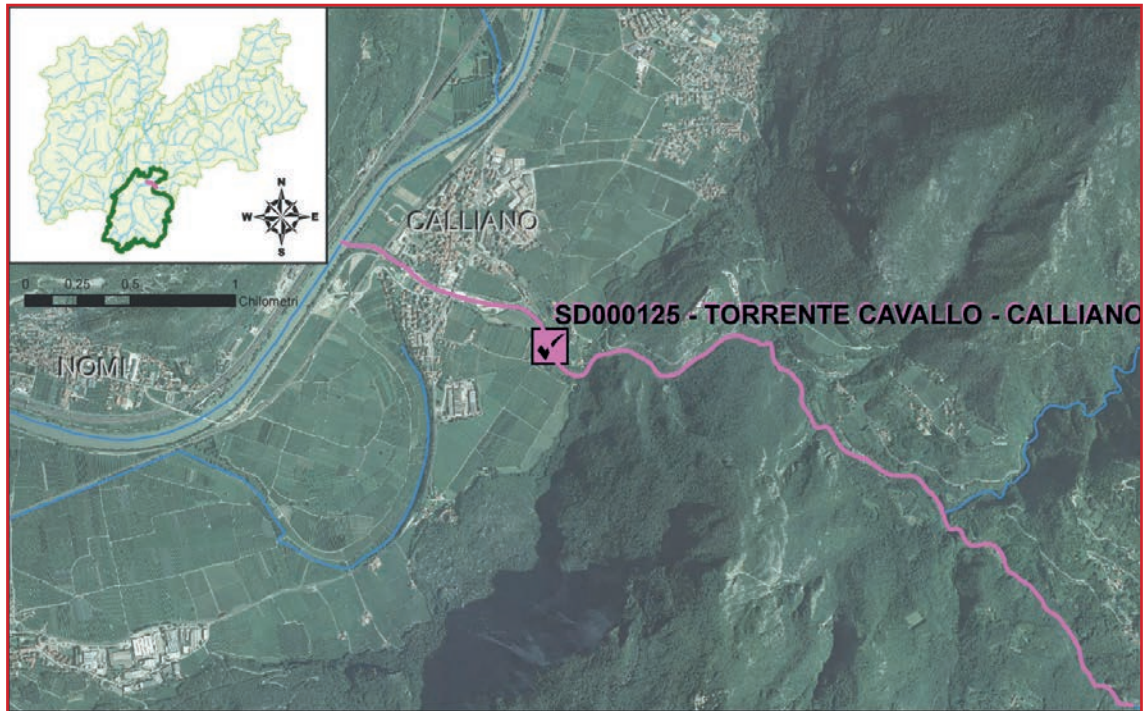 N
W E
S
CALLIANO
0 0.25 0.5 1
Chilometri
SD000125 - TORRENTE CAVALLO - CALLIANO
NOMI